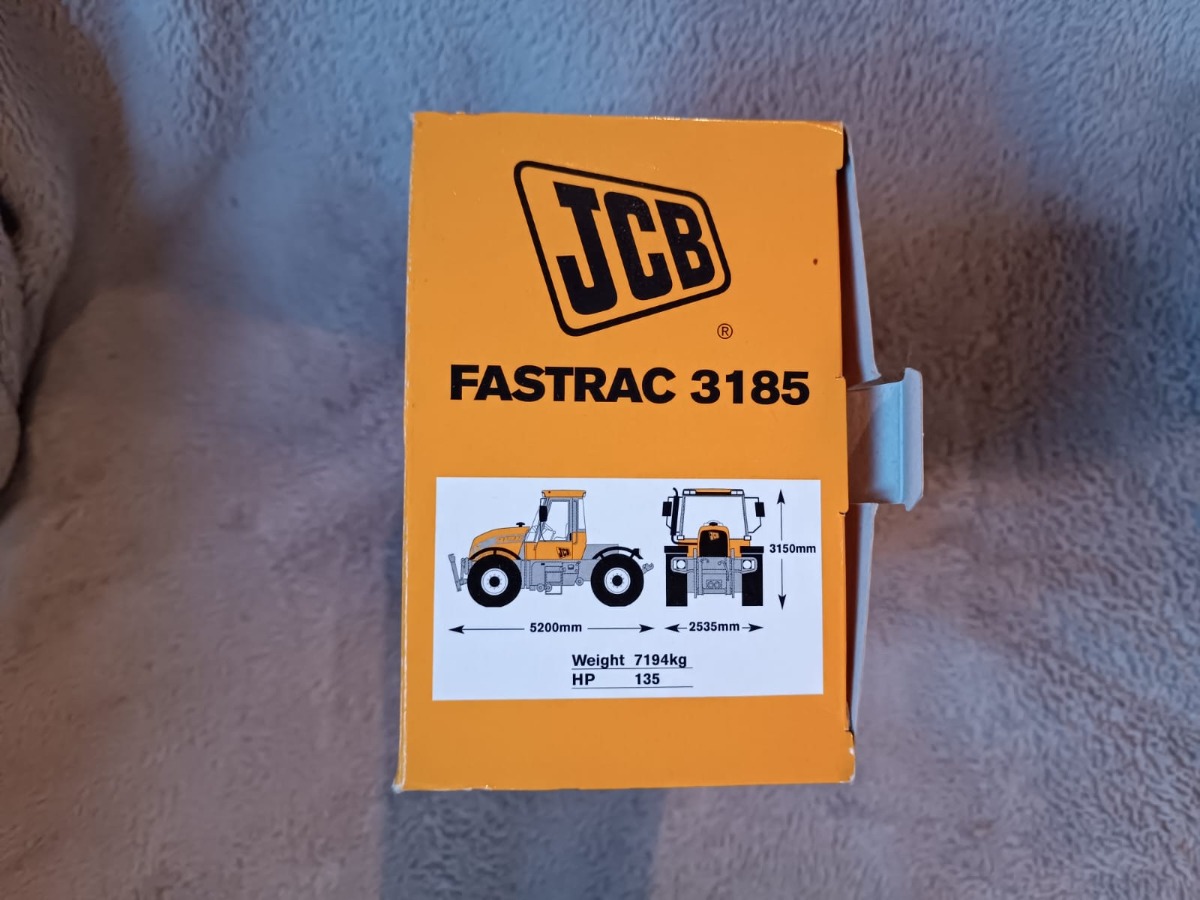 JCB
®
FASTRAC 3185
3150mm
5200mm
2535mm
Weight 7194kg
HP 135